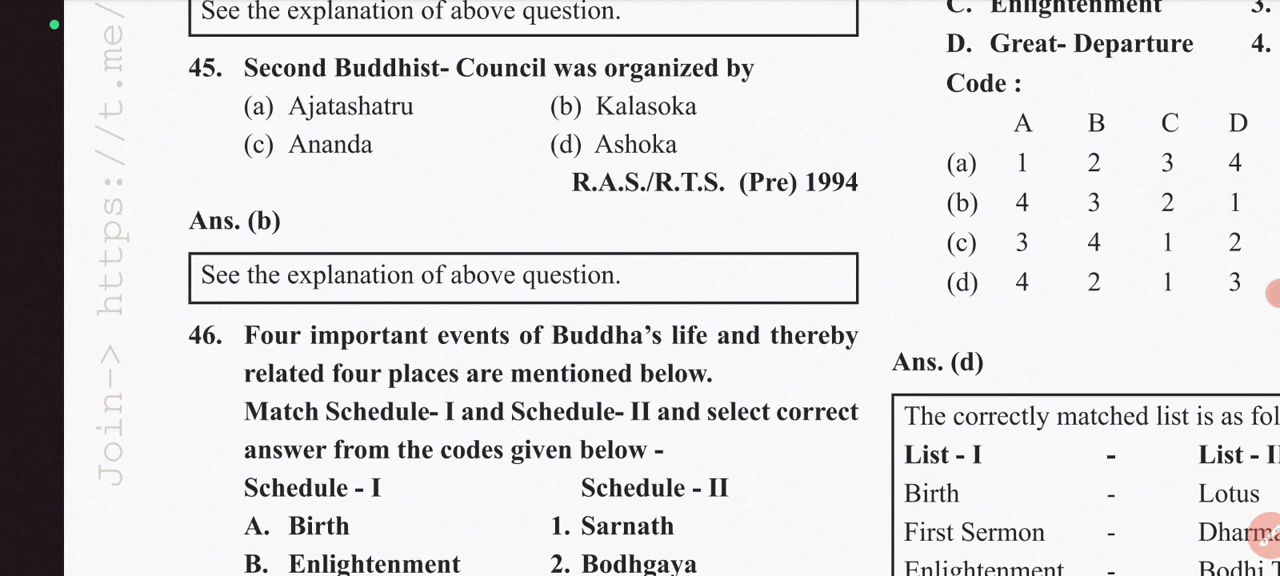 Join-> https://t.me/
See the explanation of above question.
45. Second Buddhist- Council was organized by
(a) Ajatashatru (b) Kalasoka
(c) Ananda (d) Ashoka
R.A.S./R.T.S. (Pre) 1994
Ans. (b)
See the explanation of above question.
46. Four important events of Buddha's life and thereby
related four places are mentioned below.
Match Schedule- I and Schedule- II and select correct
answer from the codes given below -
Schedule - I Schedule - II
A. Birth 1. Sarnath
B. Enlightenment 2. Bodhgaya
C. Enlightenment 3.
D. Great- Departure 4.
Code :
A B C D
(a) 1 2 3 4
(b) 4 3 2 1
(c) 3 4 1 2
(d) 4 2 1 3
Ans. (d)
The correctly matched list is as fol
List - I - List - I
Birth - Lotus
First Sermon - Dharma
Enlightenment - Bodhi T